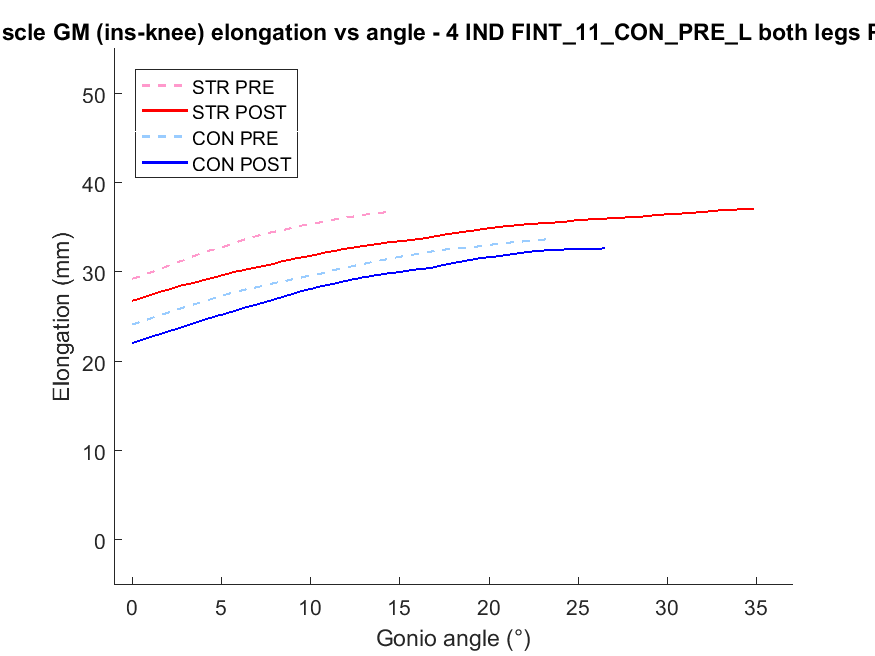 scle GM (ins-knee) elongation vs angle - 4 IND FINT_11_CON_PRE_L both legs P
STR PRE
STR POST
CON PRE
CON POST
50
40
30
20
10
0
Elongation (mm)
0 5 10 15 20 25 30 35
Gonio angle (°)